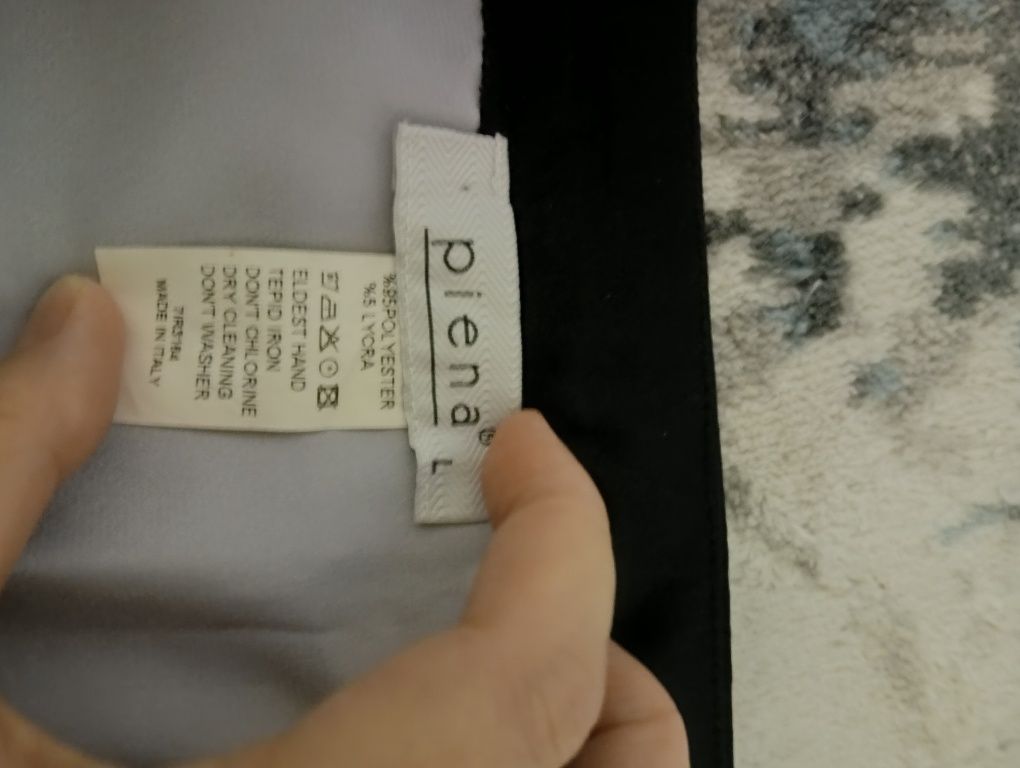 piena®
L
%95 POLYESTER
%5 LYCRA
ELDEST HAND
TEPID IRON
DON'T CHLORINE
DRY CLEANING
DON'T WASHER
MADE IN ITALY